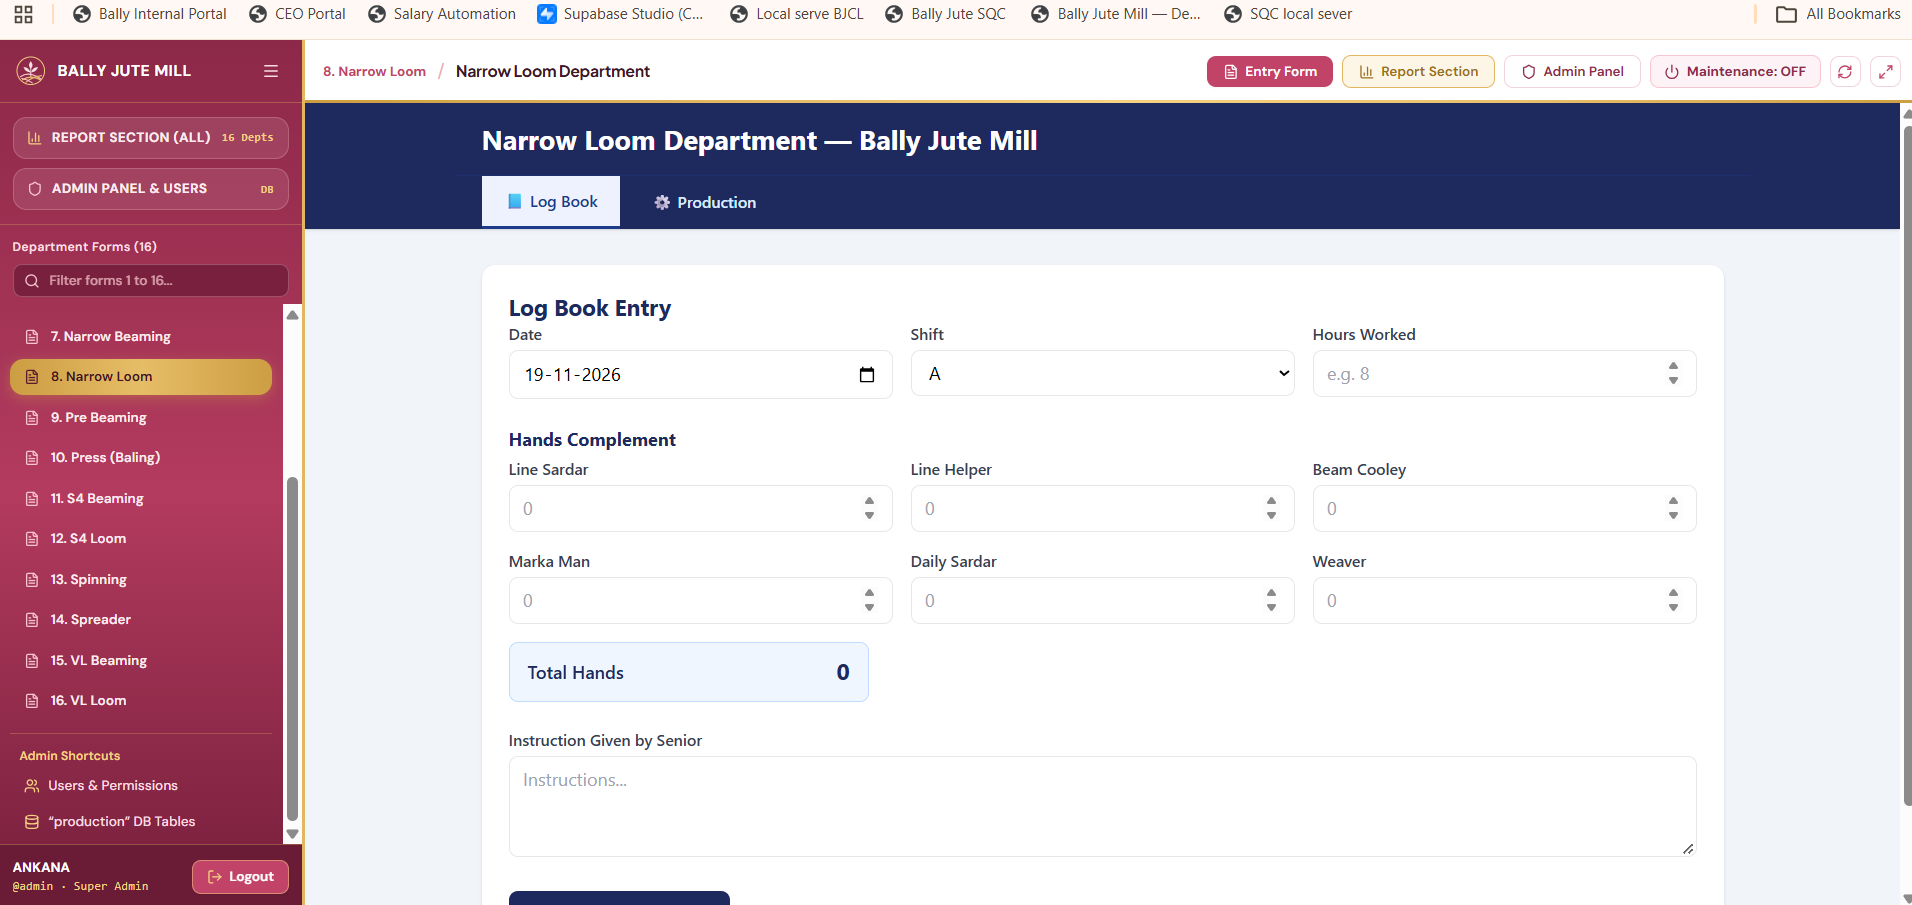 Bally Internal Portal
CEO Portal
Salary Automation
Supabase Studio (C...
Local serve BJCL
Bally Jute SQC
Bally Jute Mill — De...
SQC local sever
All Bookmarks
BALLY JUTE MILL
8. Narrow Loom / Narrow Loom Department
Entry Form
Report Section
Admin Panel
Maintenance: OFF
REPORT SECTION (ALL) 16 Depts
ADMIN PANEL & USERS DB
Department Forms (16)
Filter forms 1 to 16...
7. Narrow Beaming
8. Narrow Loom
9. Pre Beaming
10. Press (Baling)
11. S4 Beaming
12. S4 Loom
13. Spinning
14. Spreader
15. VL Beaming
16. VL Loom
Admin Shortcuts
Users & Permissions
“production” DB Tables
ANKANA
@admin · Super Admin
Logout
Narrow Loom Department — Bally Jute Mill
Log Book
Production
Log Book Entry
Date
Shift
Hours Worked
19-11-2026
A
e.g. 8
Hands Complement
Line Sardar
Line Helper
Beam Cooley
0
0
0
Marka Man
Daily Sardar
Weaver
0
0
0
Total Hands 0
Instruction Given by Senior
Instructions...